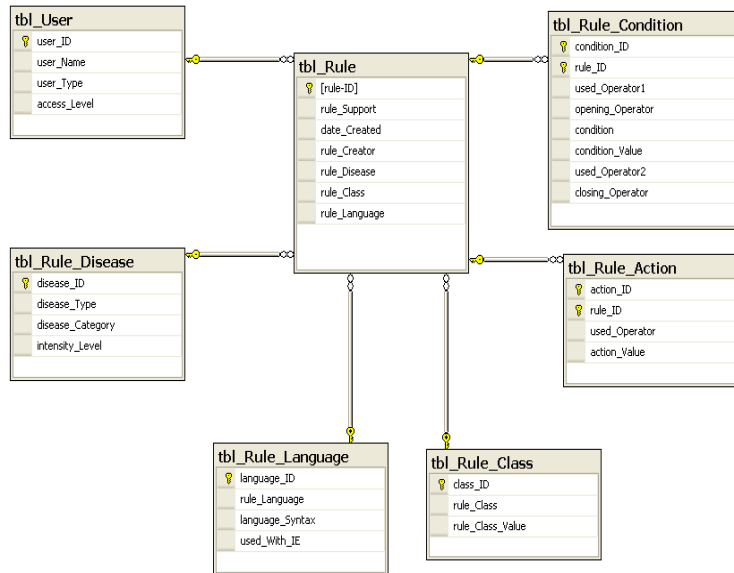 tbl_User
user_ID
user_Name
user_Type
access_Level
tbl_Rule
[rule-ID]
rule_Support
date_Created
rule_Creator
rule_Disease
rule_Class
rule_Language
tbl_Rule_Condition
condition_ID
rule_ID
used_Operator1
opening_Operator
condition
condition_Value
used_Operator2
closing_Operator
tbl_Rule_Disease
disease_ID
disease_Type
disease_Category
intensity_Level
tbl_Rule_Action
action_ID
rule_ID
used_Operator
action_Value
tbl_Rule_Language
language_ID
rule_Language
language_Syntax
used_With_IE
tbl_Rule_Class
class_ID
rule_Class
rule_Class_Value